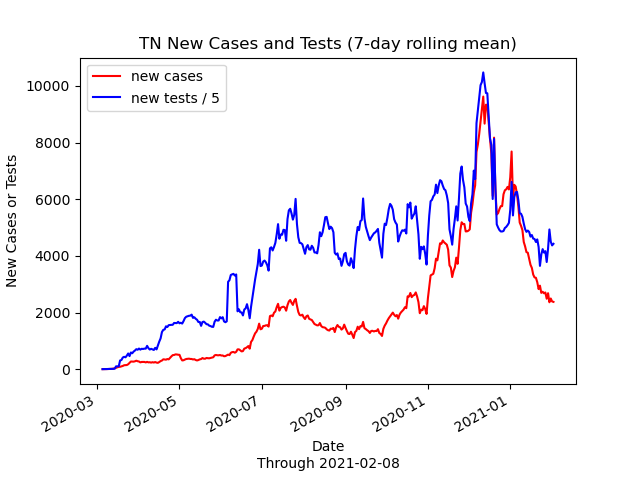 TN New Cases and Tests (7-day rolling mean)
new cases
new tests / 5
New Cases or Tests
10000
8000
6000
4000
2000
0
2020-03
2020-05
2020-07
2020-09
2020-11
2021-01
Date
Through 2021-02-08